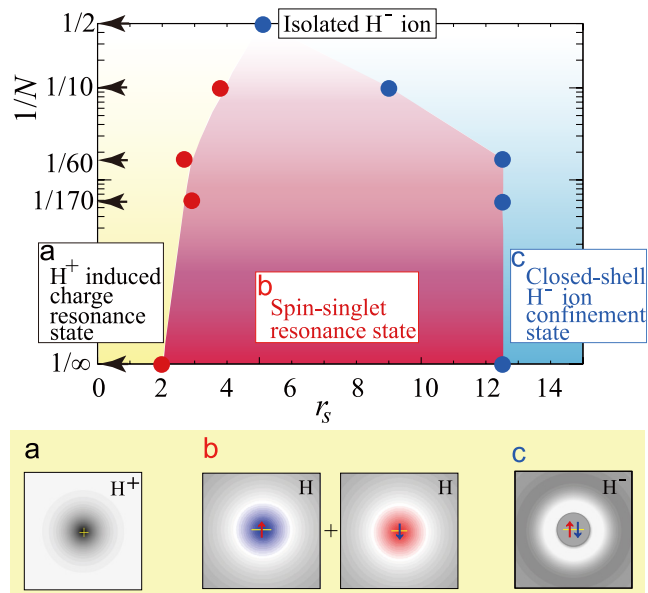 1/2
1/10
1/60
1/170
1/∞
1/N
Isolated H⁻ ion
a
H⁺ induced
charge
resonance
state
b
Spin-singlet
resonance state
c
Closed-shell
H⁻ ion
confinement
state
0 2 4 6 8 10 12 14
rₛ
a
H⁺
b
H
+
H
c
H⁻